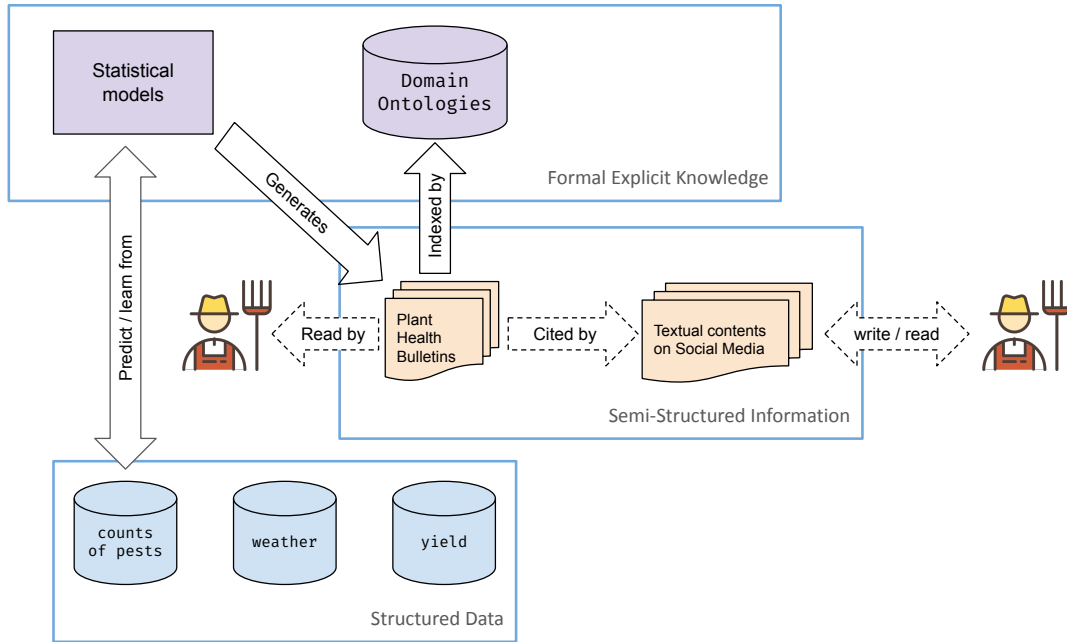 Statistical
models
Domain
Ontologies
Formal Explicit Knowledge
Generates
Indexed by
Predict / learn from
Read by
Plant
Health
Bulletins
Cited by
Textual contents
on Social Media
write / read
Semi-Structured Information
counts
of pests
weather
yield
Structured Data